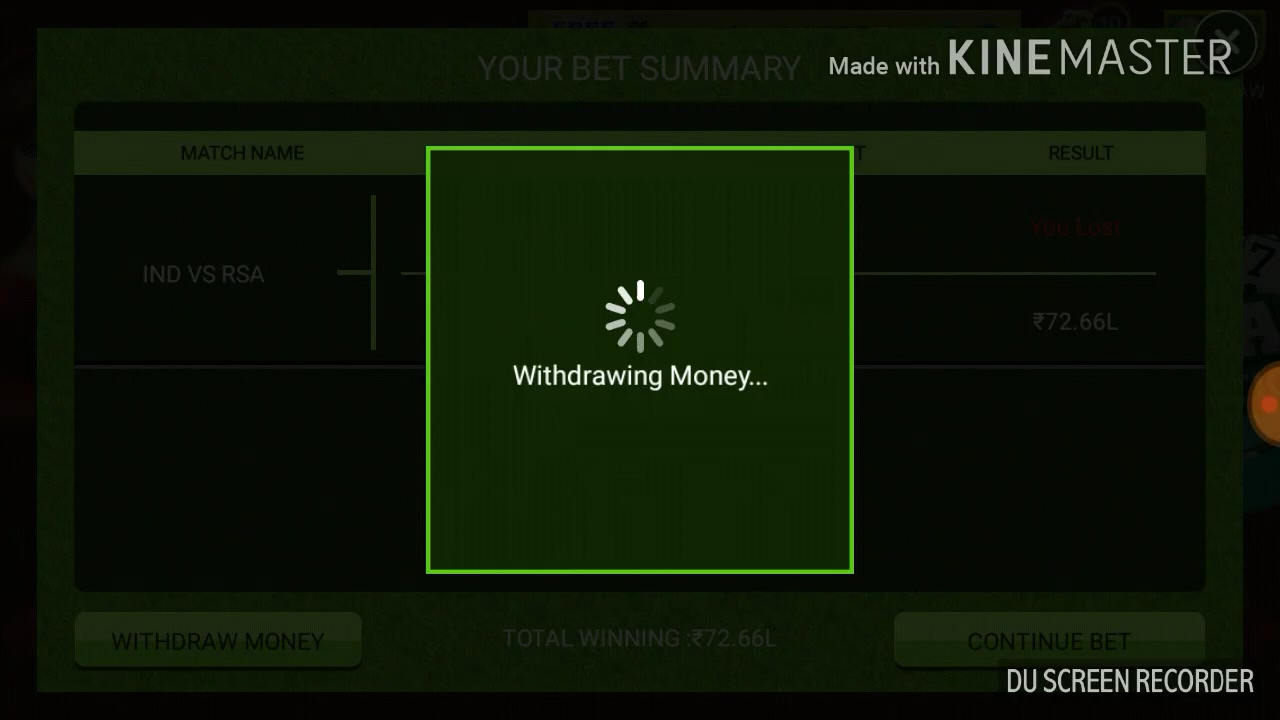 Made with KINEMASTER
YOUR BET SUMMARY
MATCH NAME
RESULT
You Lost
IND VS RSA
₹72.66L
Withdrawing Money...
WITHDRAW MONEY
TOTAL WINNING :₹72.66L
CONTINUE BET
DU SCREEN RECORDER